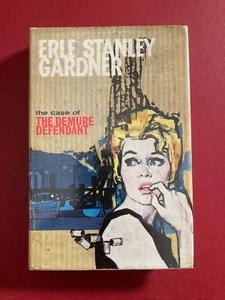 ERLE STANLEY
GARDNER
the case of
THE DEMURE
DEFENDANT